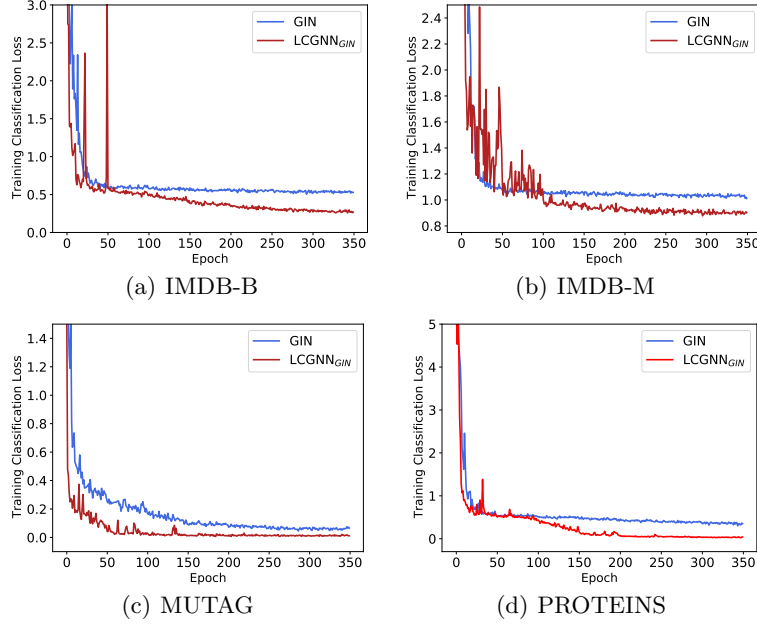 3.0
2.5
2.0
1.5
1.0
0.5
0.0
Training Classification Loss
GIN
LCGNN_GIN
0 50 100 150 200 250 300 350
Epoch
(a) IMDB-B
2.4
2.2
2.0
1.8
1.6
1.4
1.2
1.0
0.8
Training Classification Loss
GIN
LCGNN_GIN
0 50 100 150 200 250 300 350
Epoch
(b) IMDB-M
1.4
1.2
1.0
0.8
0.6
0.4
0.2
0.0
Training Classification Loss
GIN
LCGNN_GIN
0 50 100 150 200 250 300 350
Epoch
(c) MUTAG
5
4
3
2
1
0
Training Classification Loss
GIN
LCGNN_GIN
0 50 100 150 200 250 300 350
Epoch
(d) PROTEINS